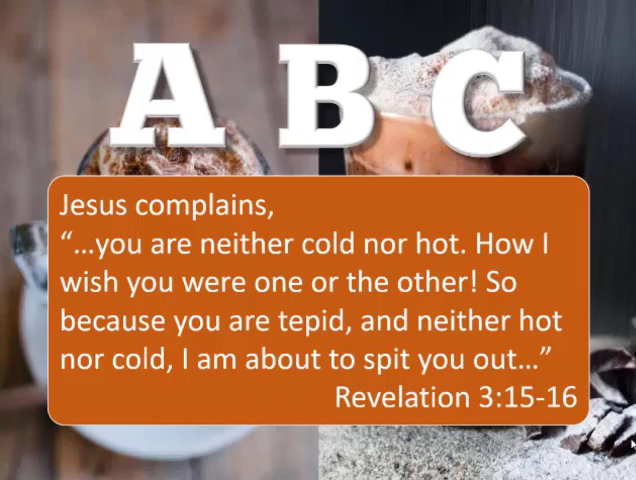 A B C
Jesus complains,
“...you are neither cold nor hot. How I
wish you were one or the other! So
because you are tepid, and neither hot
nor cold, I am about to spit you out...”
Revelation 3:15-16